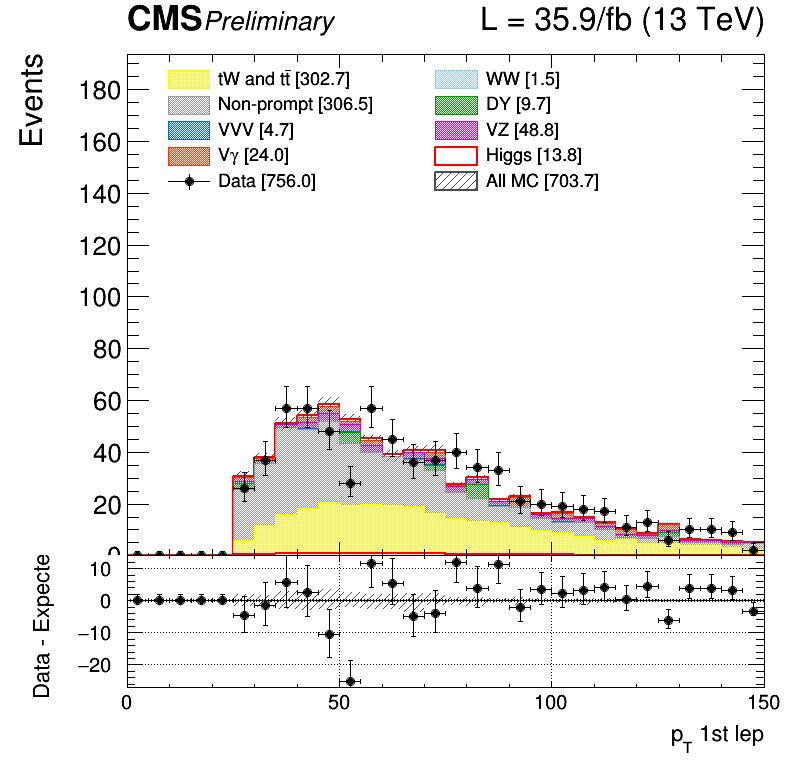 CMS Preliminary L = 35.9/fb (13 TeV)
Events
180
160
140
120
100
80
60
40
20
0
tW and tt̄ [302.7]
Non-prompt [306.5]
VVV [4.7]
Vγ [24.0]
Data [756.0]
WW [1.5]
DY [9.7]
VZ [48.8]
Higgs [13.8]
All MC [703.7]
Data - Expecte
10
0
−10
−20
0 50 100 150
p_T 1st lep